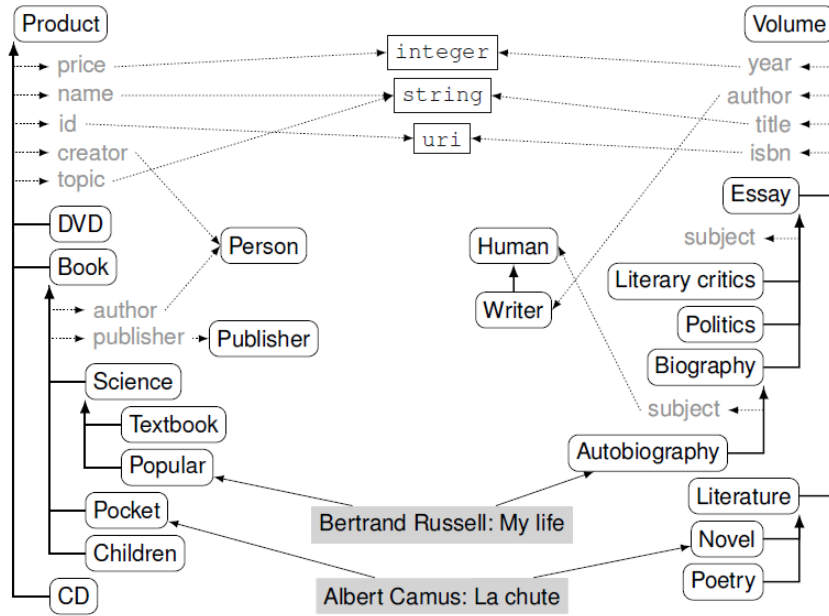 Product
Volume
integer
price
year
name
string
author
id
title
uri
creator
isbn
topic
Essay
DVD
Person
Human
subject
Book
Literary critics
author
Writer
publisher
Publisher
Politics
Science
Biography
subject
Textbook
Autobiography
Popular
Literature
Pocket
Bertrand Russell: My life
Novel
Children
Poetry
CD
Albert Camus: La chute